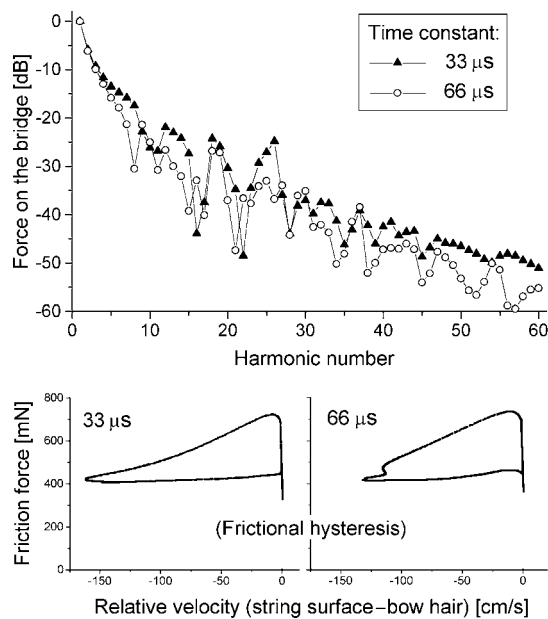 Time constant:
33 μs
66 μs
Force on the bridge [dB]
0
-10
-20
-30
-40
-50
-60
0 10 20 30 40 50 60
Harmonic number
33 μs
66 μs
Friction force [mN]
800
600
400
200
0
(Frictional hysteresis)
-150 -100 -50 0
-150 -100 -50 0
Relative velocity (string surface–bow hair) [cm/s]